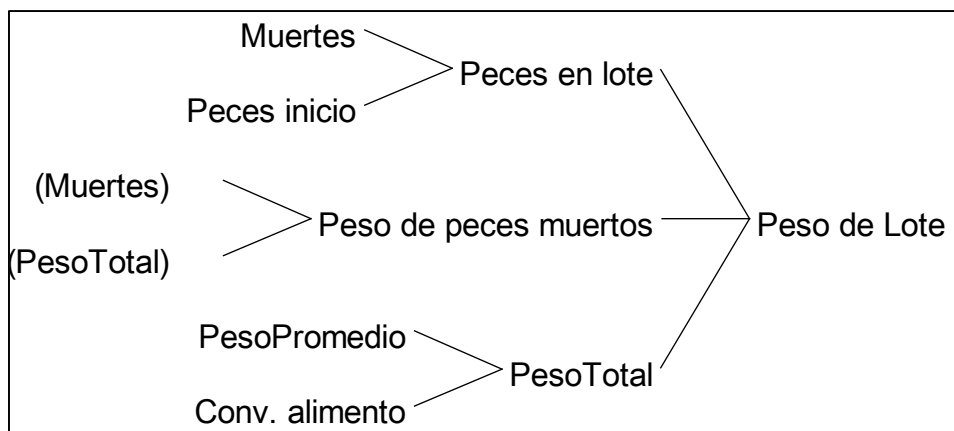 Muertes
Peces en lote
Peces inicio
(Muertes)
Peso de peces muertos
Peso de Lote
(PesoTotal)
PesoPromedio
PesoTotal
Conv. alimento